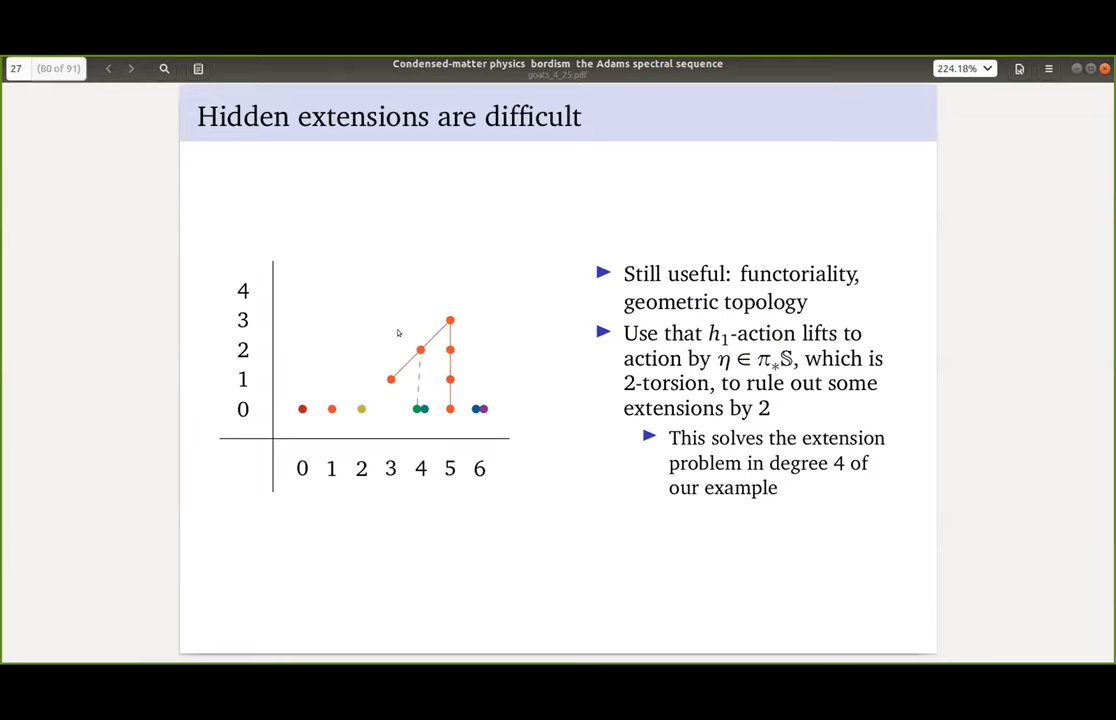 27 (80 of 91)
Condensed-matter physics bordism the Adams spectral sequence
goats_4_25.pdf
224.18%
Hidden extensions are difficult
4
3
2
1
0
0 1 2 3 4 5 6
▶ Still useful: functoriality,
geometric topology
▶ Use that h₁-action lifts to
action by η ∈ π∗𝕊, which is
2-torsion, to rule out some
extensions by 2
▶ This solves the extension
problem in degree 4 of
our example